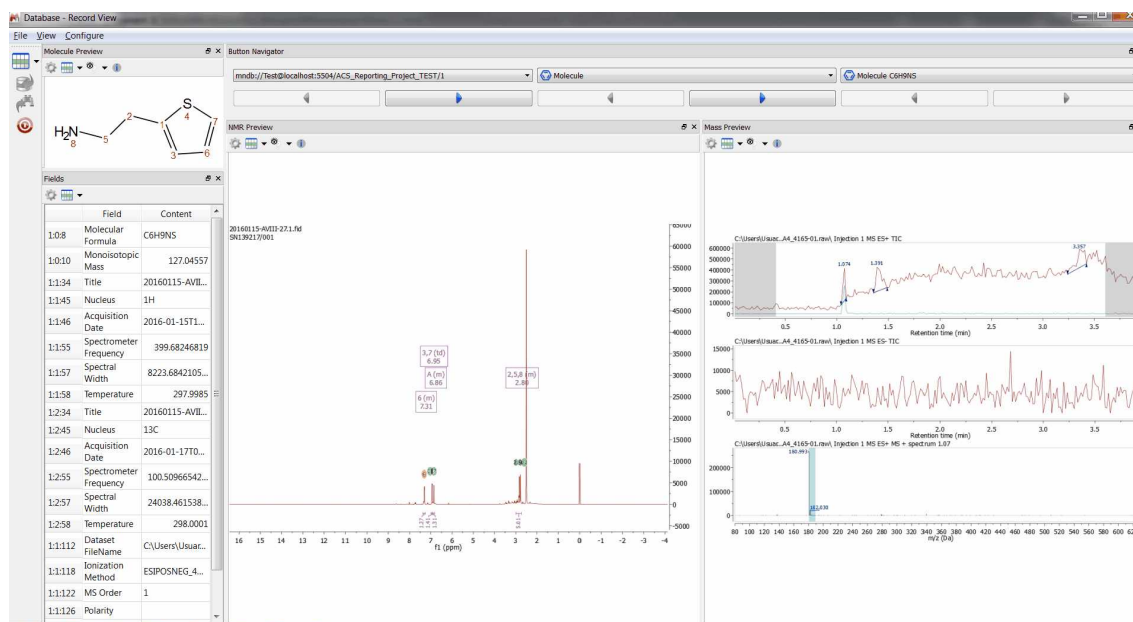 Database - Record View
File View Configure
Molecule Preview
S
2
4
1
7
H₂N
8
5
3
6
Fields
Field Content
1:0:8 Molecular Formula C6H9NS
1:0:10 Monoisotopic Mass 127.04557
1:1:34 Title 20160115-AVII...
1:1:45 Nucleus 1H
1:1:46 Acquisition Date 2016-01-15T1...
1:1:55 Spectrometer Frequency 399.68246819
1:1:57 Spectral Width 8223.6842105...
1:1:58 Temperature 297.9985
1:2:34 Title 20160115-AVII...
1:2:45 Nucleus 13C
1:2:46 Acquisition Date 2016-01-17T0...
1:2:55 Spectrometer Frequency 100.50966542...
1:2:57 Spectral Width 24038.461538...
1:2:58 Temperature 298.0001
1:1:112 Dataset FileName C:\Users\Usuar...
1:1:118 Ionization Method ESIPOSNEG_4...
1:1:122 MS Order 1
1:1:126 Polarity
Button Navigator
mndb://Test@localhost:5504/ACS_Reporting_Project_TEST/1
Molecule
Molecule C6H9NS
NMR Preview
20160115-AVIII-27.1.fid
SN139217/001
3,7 (td)
6.95
A (m)
6.86
6 (m)
7.31
2,5,8 (m)
2.80
65000
60000
55000
50000
45000
40000
35000
30000
25000
20000
15000
10000
5000
0
-5000
16 15 14 13 12 11 10 9 8 7 6 5 4 3 2 1 0 -1 -2 -3 -4
f1 (ppm)
Mass Preview
C:\Users\Usuar...A4_4165-01.raw\ Injection 1 MS ES+ TIC
600000
500000
400000
300000
200000
100000
0
1.074
1.391
3.397
0.5 1.0 1.5 2.0 2.5 3.0 3.5
Retention time (min)
C:\Users\Usuar...A4_4165-01.raw\ Injection 1 MS ES- TIC
15000
10000
5000
0
0.5 1.0 1.5 2.0 2.5 3.0 3.5
Retention time (min)
C:\Users\Usuac...A4_4165-01.raw\ Injection 1 MS ES+ MS + spectrum 1.07
180.993
200000
100000
0
80 100 120 140 160 180 200 220 240 260 280 300 320 340 360 380 400 420 440 460 480 500 520 540 560 580 600
m/z (Da)